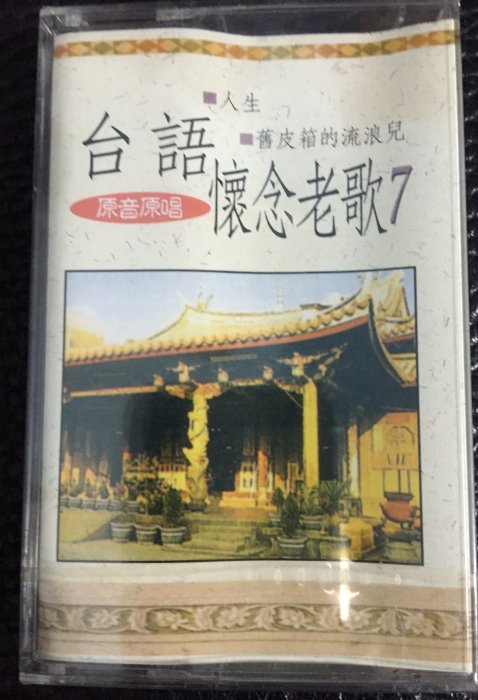 人生
舊皮箱的流浪兒
台語
原音原唱
懷念老歌7